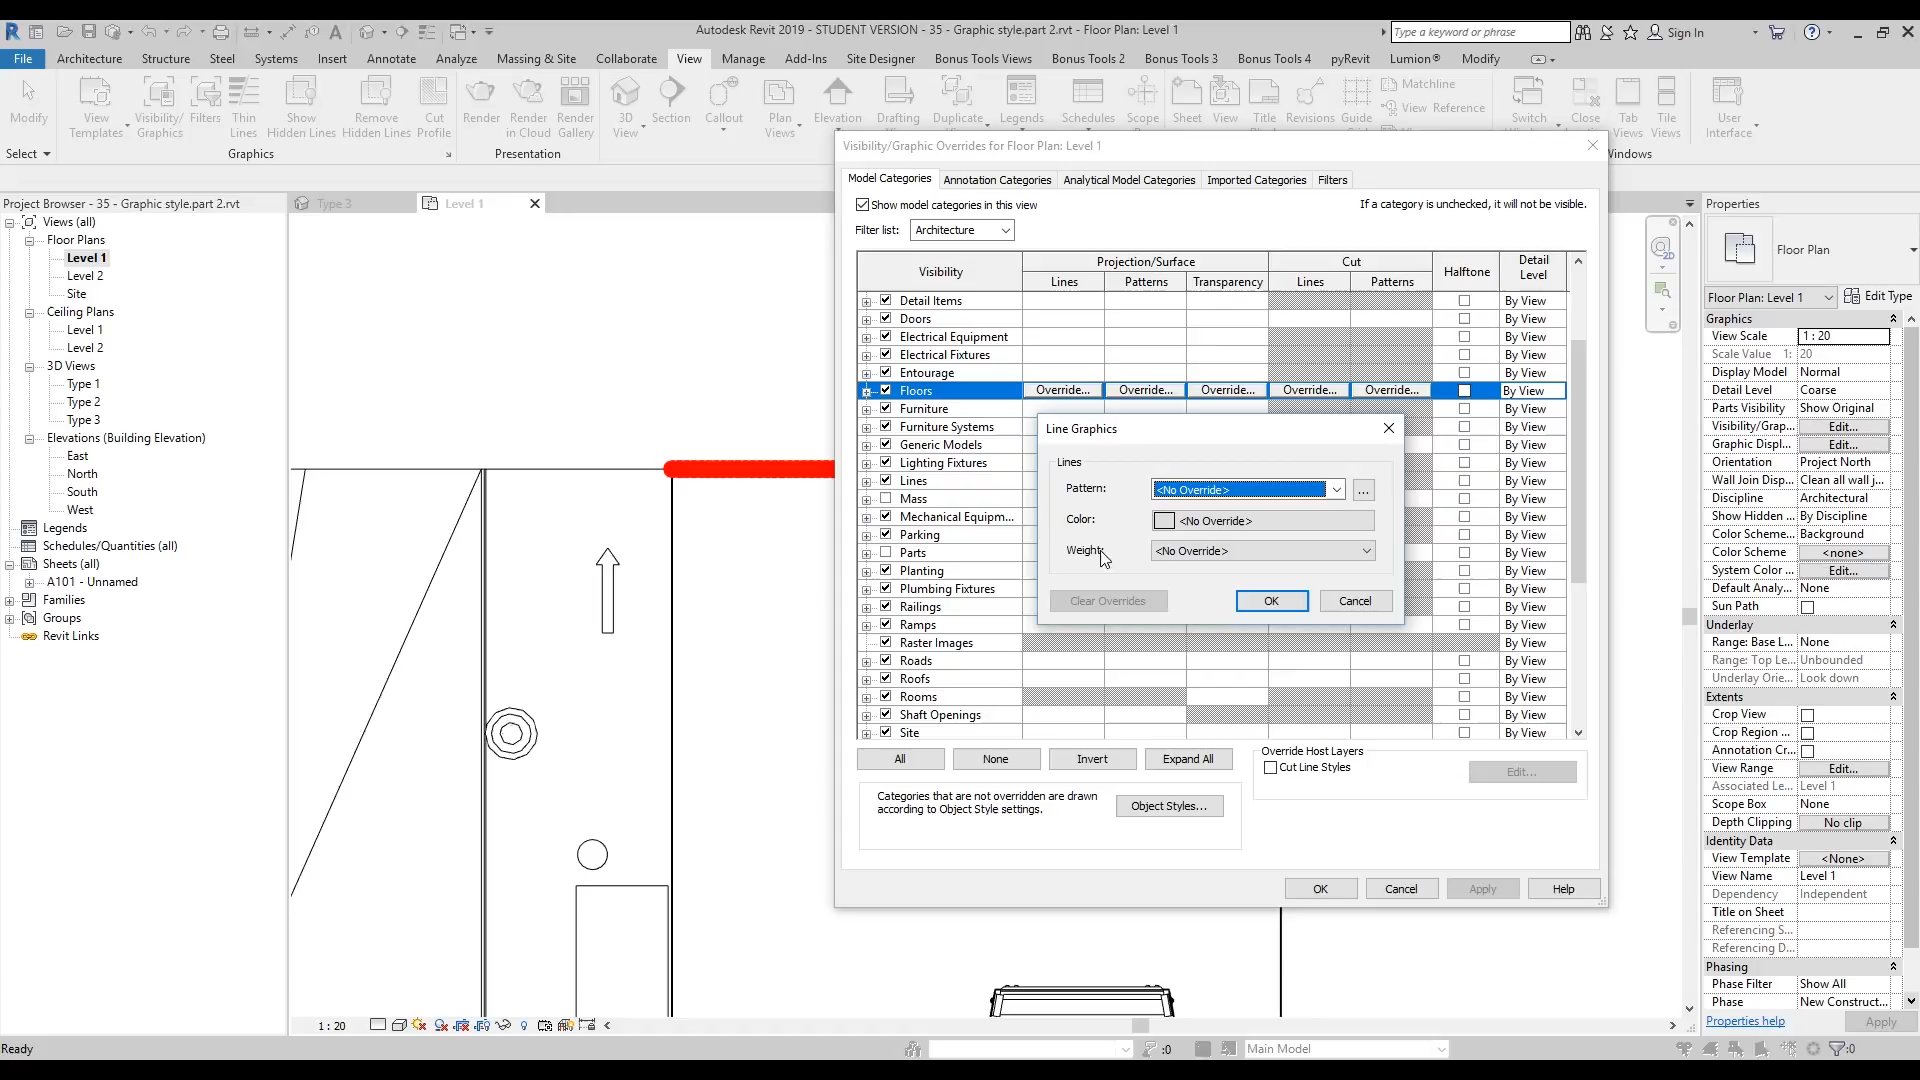 Autodesk Revit 2019 - STUDENT VERSION - 35 - Graphic style.part 2.rvt - Floor Plan: Level 1
Type a keyword or phrase
Sign In
File Architecture Structure Steel Systems Insert Annotate Analyze Massing & Site Collaborate View Manage Add-Ins Site Designer Bonus Tools Views Bonus Tools 2 Bonus Tools 3 Bonus Tools 4 pyRevit Lumion® Modify
Modify
View Templates
Visibility/ Graphics
Filters
Thin Lines
Show Hidden Lines
Remove Hidden Lines
Cut Profile
Render
Render in Cloud
Render Gallery
3D View
Section
Callout
Plan Views
Elevation
Drafting
Duplicate
Legends
Schedules
Scope
Sheet
View
Title
Revisions
Guide
Matchline
View Reference
Switch
Close
Tab Views
Tile Views
User Interface
Select
Graphics
Presentation
Windows
Project Browser - 35 - Graphic style.part 2.rvt
Views (all)
Floor Plans
Level 1
Level 2
Site
Ceiling Plans
Level 1
Level 2
3D Views
Type 1
Type 2
Type 3
Elevations (Building Elevation)
East
North
South
West
Legends
Schedules/Quantities (all)
Sheets (all)
A101 - Unnamed
Families
Groups
Revit Links
Type 3
Level 1
Visibility/Graphic Overrides for Floor Plan: Level 1
Model Categories Annotation Categories Analytical Model Categories Imported Categories Filters
Show model categories in this view
If a category is unchecked, it will not be visible.
Filter list: Architecture
Visibility Projection/Surface Cut Halftone Detail Level
Lines Patterns Transparency Lines Patterns
Detail Items By View
Doors By View
Electrical Equipment By View
Electrical Fixtures By View
Entourage By View
Floors Override... Override... Override... Override... Override... By View
Furniture By View
Furniture Systems By View
Generic Models By View
Lighting Fixtures By View
Lines By View
Mass By View
Mechanical Equipm... By View
Parking By View
Parts By View
Planting By View
Plumbing Fixtures By View
Railings By View
Ramps By View
Raster Images By View
Roads By View
Roofs By View
Rooms By View
Shaft Openings By View
Site By View
Line Graphics
Lines
Pattern: <No Override> ...
Color: <No Override>
Weight: <No Override>
Clear Overrides OK Cancel
All None Invert Expand All
Override Host Layers
Cut Line Styles
Edit...
Categories that are not overridden are drawn
according to Object Style settings.
Object Styles...
OK Cancel Apply Help
2D
Properties
Floor Plan
Floor Plan: Level 1 Edit Type
Graphics
View Scale 1 : 20
Scale Value 1: 20
Display Model Normal
Detail Level Coarse
Parts Visibility Show Original
Visibility/Grap... Edit...
Graphic Displ... Edit...
Orientation Project North
Wall Join Disp... Clean all wall j...
Discipline Architectural
Show Hidden ... By Discipline
Color Scheme... Background
Color Scheme <none>
System Color ... Edit...
Default Analy... None
Sun Path
Underlay
Range: Base L... None
Range: Top Le... Unbounded
Underlay Orie... Look down
Extents
Crop View
Crop Region ...
Annotation Cr...
View Range Edit...
Associated Le... Level 1
Scope Box None
Depth Clipping No clip
Identity Data
View Template <None>
View Name Level 1
Dependency Independent
Title on Sheet
Referencing S...
Referencing D...
Phasing
Phase Filter Show All
Phase New Construct...
Properties help Apply
1 : 20
Ready
:0
Main Model
:0